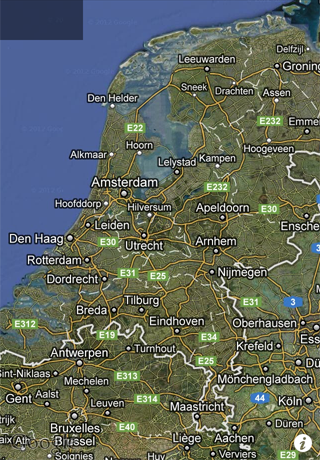 Delfzijl
Leeuwarden
Groning
Sneek
Drachten
Assen
Den Helder
E232
E22
Emme
Hoogeveen
Hoorn
Alkmaar
Kampen
Lelystad
Amsterdam
E232
Hoofddorp
Hilversum
Apeldoorn
E30
Leiden
Ensche
Den Haag
E30
Utrecht
Arnhem
Rotterdam
E31
E25
Nijmegen
Dordrecht
Tilburg
E31
3
Breda
Eindhoven
Oberhausen
E312
E19
E34
Ess
Antwerpen
Turnhout
E25
Krefeld
Sint-Niklaas
Mechelen
E313
Mönchengladbach
Gent
Aalst
Leuven
E314
Maastricht
44
Köln
Bruxelles
E40
Düren
Aachen
Brussel
Liège
Soignies
Verviers
E29